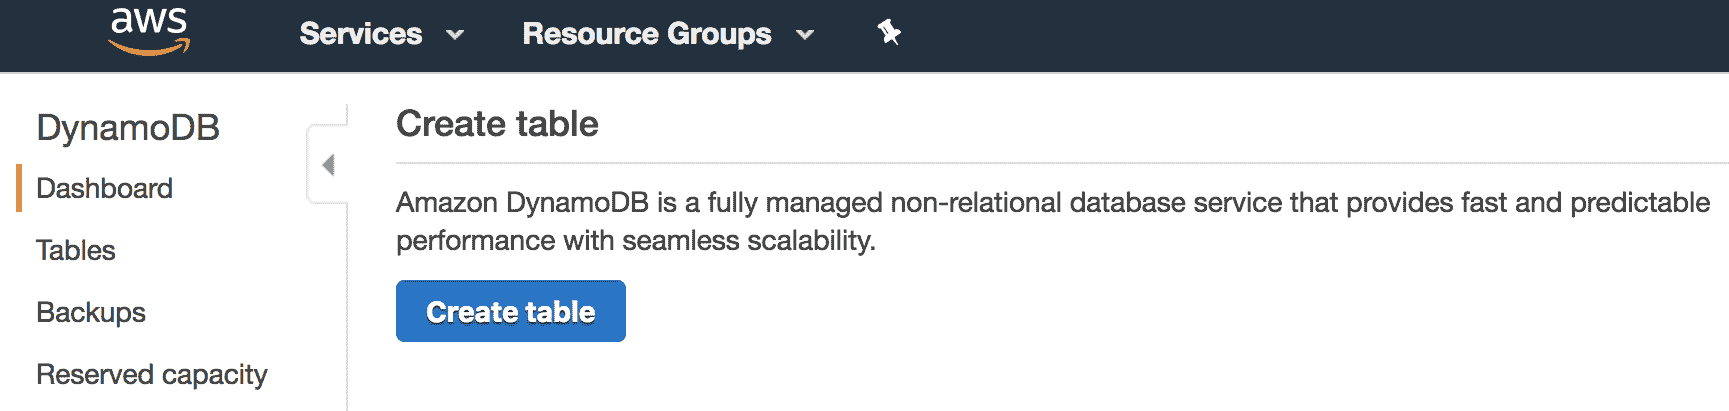 aws
Services
Resource Groups
DynamoDB
Dashboard
Tables
Backups
Reserved capacity
Create table
Amazon DynamoDB is a fully managed non-relational database service that provides fast and predictable
performance with seamless scalability.
Create table